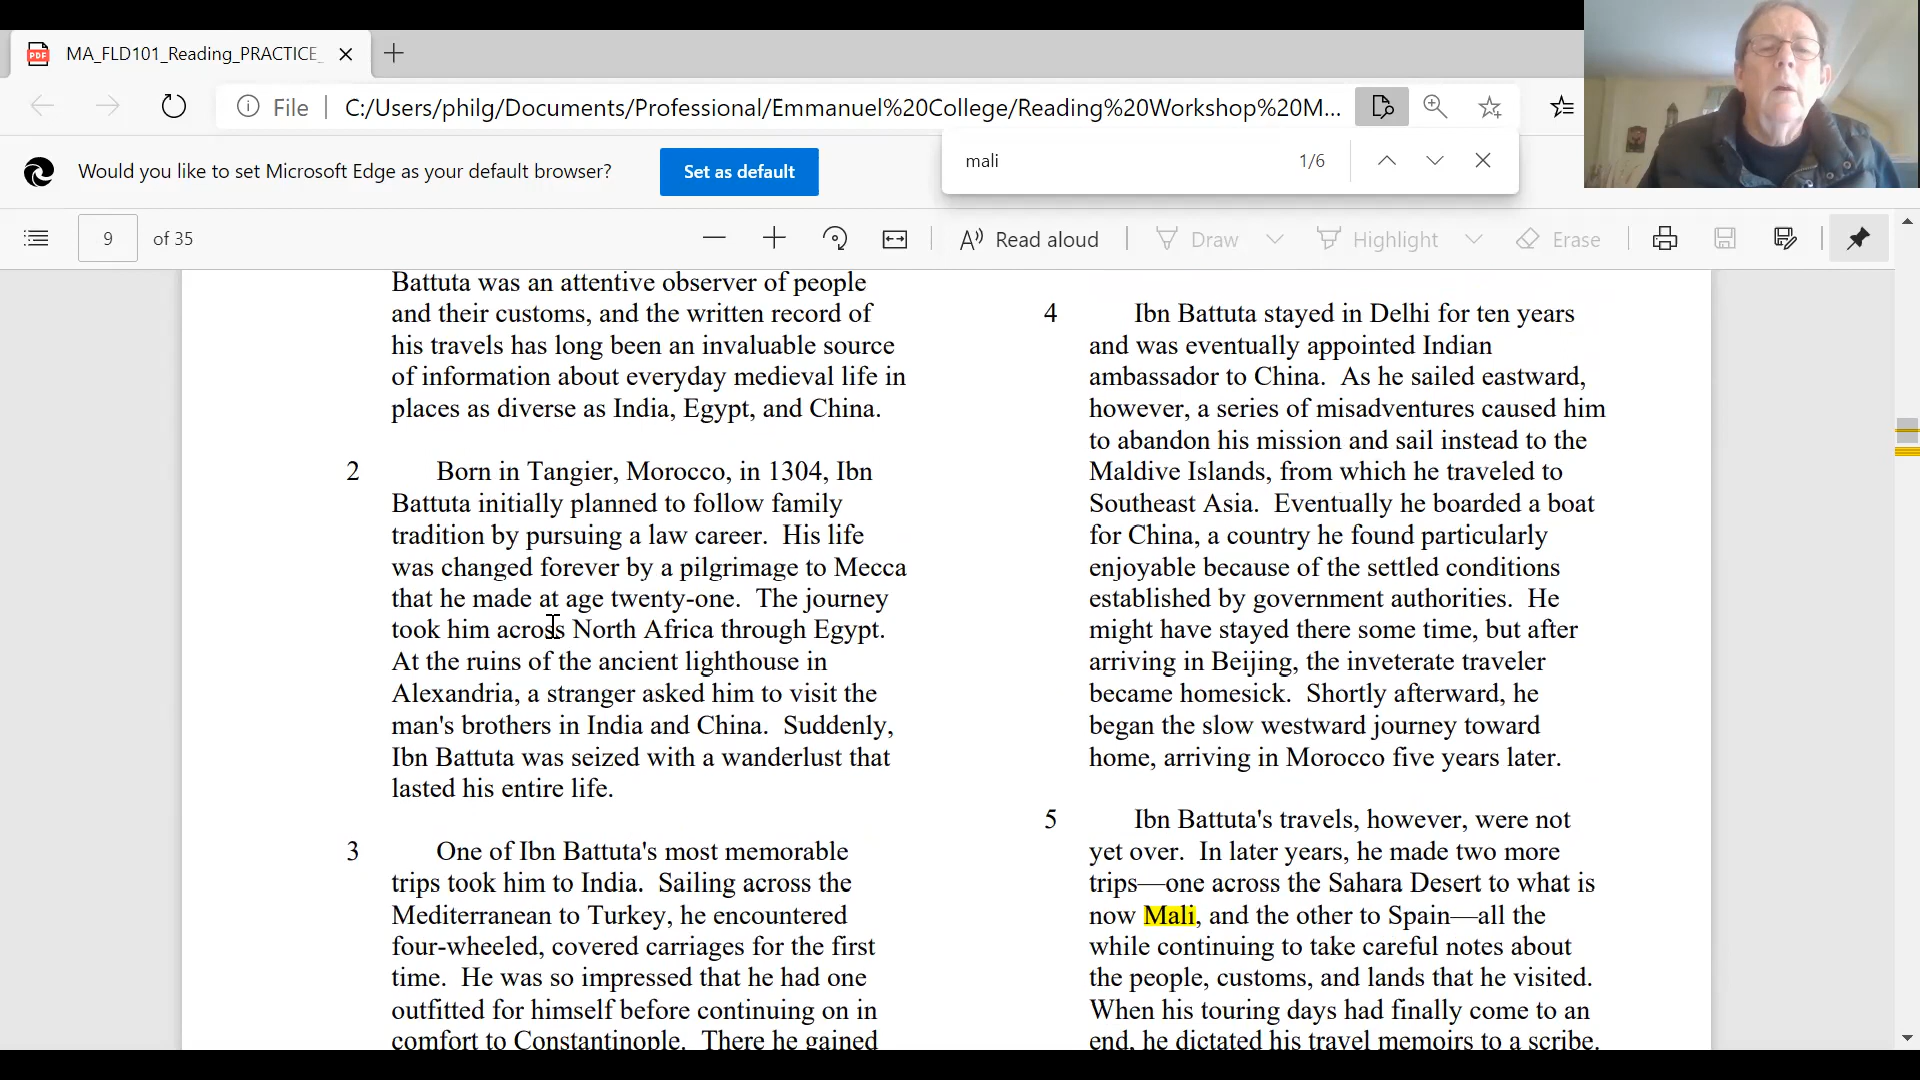 MA_FLD101_Reading_PRACTICE_
File
C:/Users/philg/Documents/Professional/Emmanuel%20College/Reading%20Workshop%20M...
Would you like to set Microsoft Edge as your default browser?
Set as default
mali
1/6
9 of 35
Read aloud
Draw
Highlight
Erase
Battuta was an attentive observer of people
and their customs, and the written record of
his travels has long been an invaluable source
of information about everyday medieval life in
places as diverse as India, Egypt, and China.
2 Born in Tangier, Morocco, in 1304, Ibn
Battuta initially planned to follow family
tradition by pursuing a law career. His life
was changed forever by a pilgrimage to Mecca
that he made at age twenty-one. The journey
took him across North Africa through Egypt.
At the ruins of the ancient lighthouse in
Alexandria, a stranger asked him to visit the
man's brothers in India and China. Suddenly,
Ibn Battuta was seized with a wanderlust that
lasted his entire life.
3 One of Ibn Battuta's most memorable
trips took him to India. Sailing across the
Mediterranean to Turkey, he encountered
four-wheeled, covered carriages for the first
time. He was so impressed that he had one
outfitted for himself before continuing on in
comfort to Constantinople. There he gained
4 Ibn Battuta stayed in Delhi for ten years
and was eventually appointed Indian
ambassador to China. As he sailed eastward,
however, a series of misadventures caused him
to abandon his mission and sail instead to the
Maldive Islands, from which he traveled to
Southeast Asia. Eventually he boarded a boat
for China, a country he found particularly
enjoyable because of the settled conditions
established by government authorities. He
might have stayed there some time, but after
arriving in Beijing, the inveterate traveler
became homesick. Shortly afterward, he
began the slow westward journey toward
home, arriving in Morocco five years later.
5 Ibn Battuta's travels, however, were not
yet over. In later years, he made two more
trips—one across the Sahara Desert to what is
now Mali, and the other to Spain—all the
while continuing to take careful notes about
the people, customs, and lands that he visited.
When his touring days had finally come to an
end, he dictated his travel memoirs to a scribe.